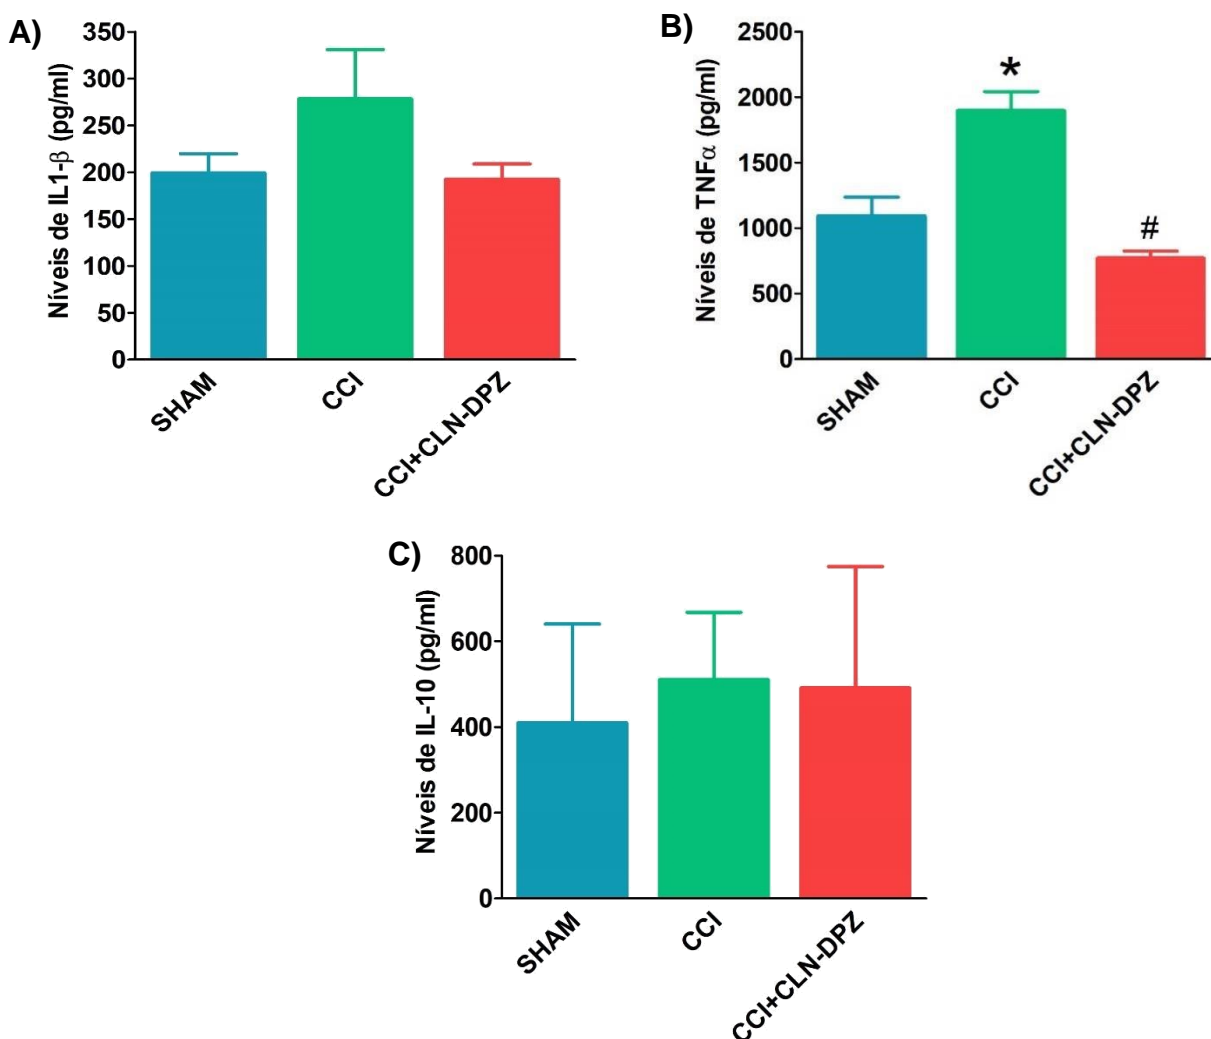 A)
Níveis de IL1-β (pg/ml)
350
300
250
200
150
100
50
0
SHAM
CCI
CCI+CLN-DPZ
B)
Níveis de TNFα (pg/ml)
2500
2000
1500
1000
500
0
*
#
SHAM
CCI
CCI+CLN-DPZ
C)
Níveis de IL-10 (pg/ml)
800
600
400
200
0
SHAM
CCI
CCI+CLN-DPZ